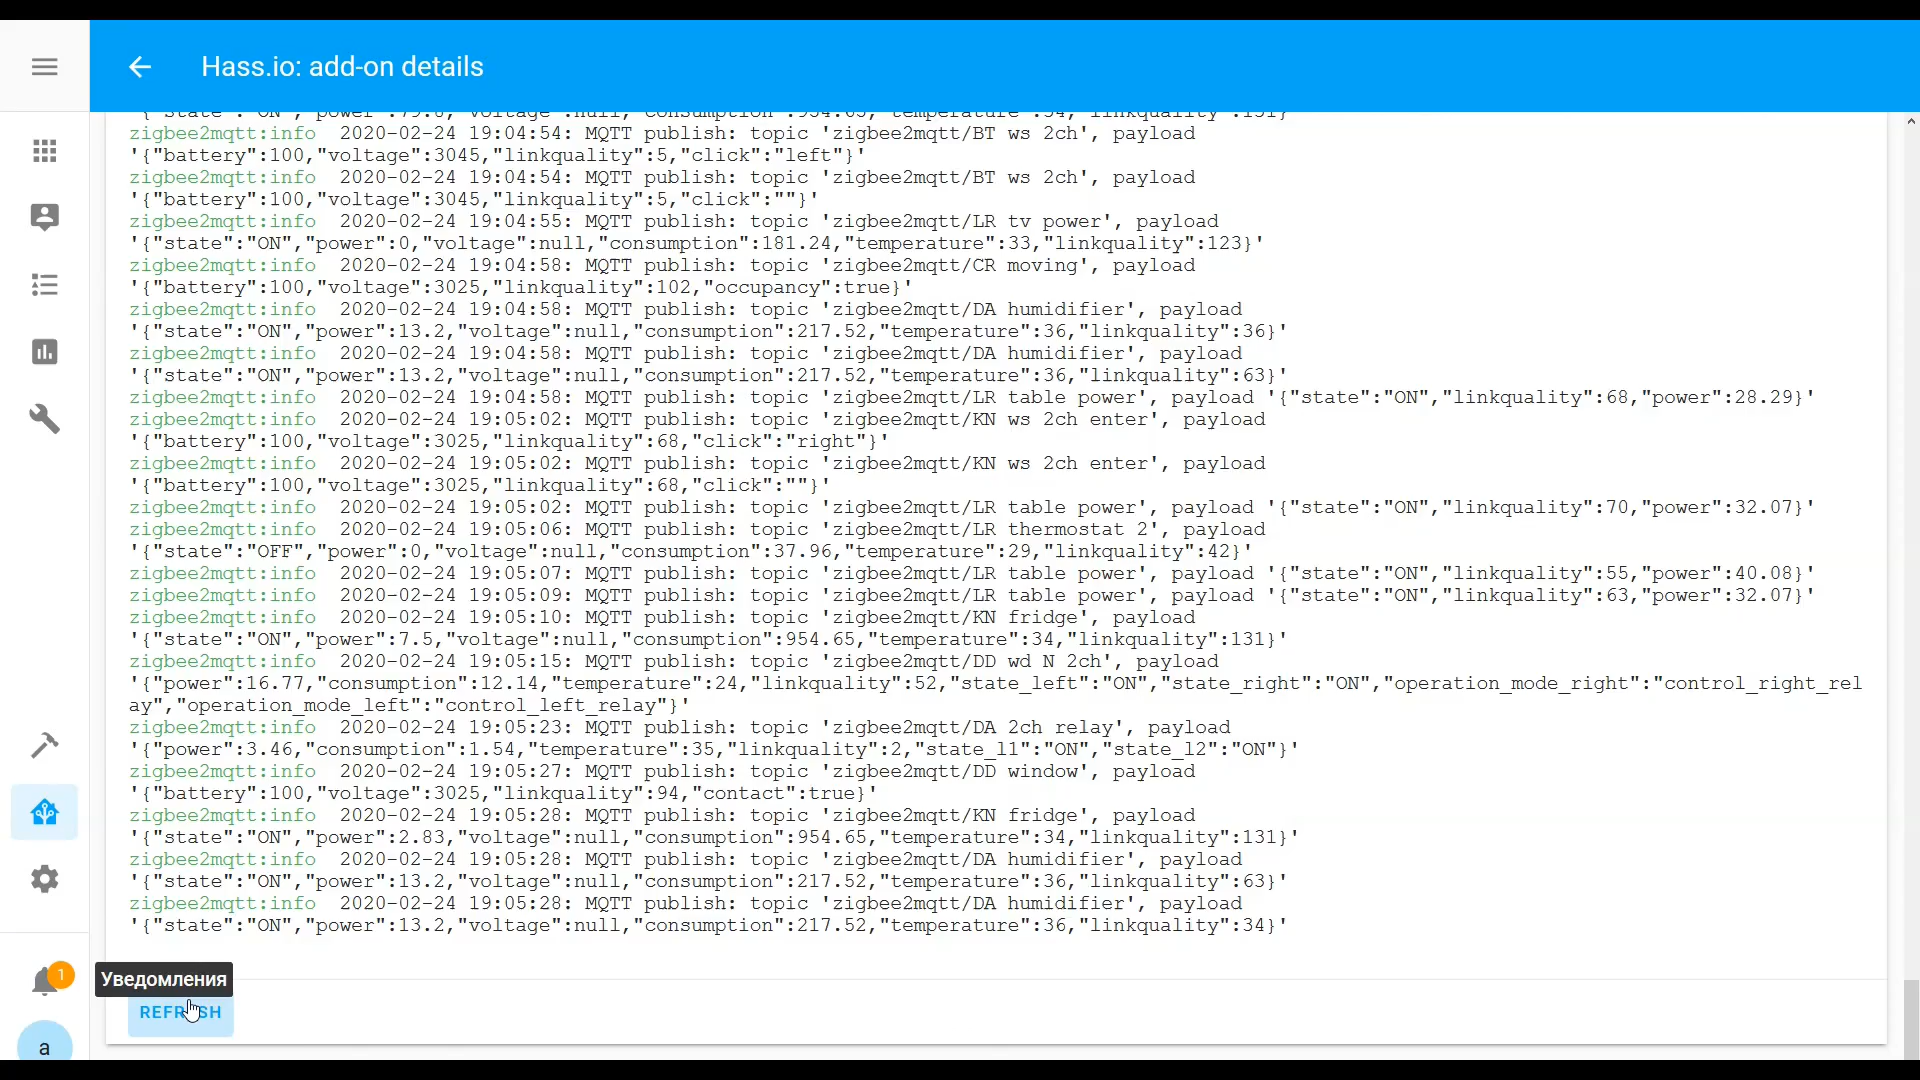 Hass.io: add-on details
'{"state":"ON","power":79.6,"voltage":null,"consumption":954.65,"temperature":34,"linkquality":131}'
zigbee2mqtt:info  2020-02-24 19:04:54: MQTT publish: topic 'zigbee2mqtt/BT ws 2ch', payload
'{"battery":100,"voltage":3045,"linkquality":5,"click":"left"}'
zigbee2mqtt:info  2020-02-24 19:04:54: MQTT publish: topic 'zigbee2mqtt/BT ws 2ch', payload
'{"battery":100,"voltage":3045,"linkquality":5,"click":""}'
zigbee2mqtt:info  2020-02-24 19:04:55: MQTT publish: topic 'zigbee2mqtt/LR tv power', payload
'{"state":"ON","power":0,"voltage":null,"consumption":181.24,"temperature":33,"linkquality":123}'
zigbee2mqtt:info  2020-02-24 19:04:58: MQTT publish: topic 'zigbee2mqtt/CR moving', payload
'{"battery":100,"voltage":3025,"linkquality":102,"occupancy":true}'
zigbee2mqtt:info  2020-02-24 19:04:58: MQTT publish: topic 'zigbee2mqtt/DA humidifier', payload
'{"state":"ON","power":13.2,"voltage":null,"consumption":217.52,"temperature":36,"linkquality":36}'
zigbee2mqtt:info  2020-02-24 19:04:58: MQTT publish: topic 'zigbee2mqtt/DA humidifier', payload
'{"state":"ON","power":13.2,"voltage":null,"consumption":217.52,"temperature":36,"linkquality":63}'
zigbee2mqtt:info  2020-02-24 19:04:58: MQTT publish: topic 'zigbee2mqtt/LR table power', payload '{"state":"ON","linkquality":68,"power":28.29}'
zigbee2mqtt:info  2020-02-24 19:05:02: MQTT publish: topic 'zigbee2mqtt/KN ws 2ch enter', payload
'{"battery":100,"voltage":3025,"linkquality":68,"click":"right"}'
zigbee2mqtt:info  2020-02-24 19:05:02: MQTT publish: topic 'zigbee2mqtt/KN ws 2ch enter', payload
'{"battery":100,"voltage":3025,"linkquality":68,"click":""}'
zigbee2mqtt:info  2020-02-24 19:05:02: MQTT publish: topic 'zigbee2mqtt/LR table power', payload '{"state":"ON","linkquality":70,"power":32.07}'
zigbee2mqtt:info  2020-02-24 19:05:06: MQTT publish: topic 'zigbee2mqtt/LR thermostat 2', payload
'{"state":"OFF","power":0,"voltage":null,"consumption":37.96,"temperature":29,"linkquality":42}'
zigbee2mqtt:info  2020-02-24 19:05:07: MQTT publish: topic 'zigbee2mqtt/LR table power', payload '{"state":"ON","linkquality":55,"power":40.08}'
zigbee2mqtt:info  2020-02-24 19:05:09: MQTT publish: topic 'zigbee2mqtt/LR table power', payload '{"state":"ON","linkquality":63,"power":32.07}'
zigbee2mqtt:info  2020-02-24 19:05:10: MQTT publish: topic 'zigbee2mqtt/KN fridge', payload
'{"state":"ON","power":7.5,"voltage":null,"consumption":954.65,"temperature":34,"linkquality":131}'
zigbee2mqtt:info  2020-02-24 19:05:15: MQTT publish: topic 'zigbee2mqtt/DD wd N 2ch', payload
'{"power":16.77,"consumption":12.14,"temperature":24,"linkquality":52,"state_left":"ON","state_right":"ON","operation_mode_right":"control_right_rel
ay","operation_mode_left":"control_left_relay"}'
zigbee2mqtt:info  2020-02-24 19:05:23: MQTT publish: topic 'zigbee2mqtt/DA 2ch relay', payload
'{"power":3.46,"consumption":1.54,"temperature":35,"linkquality":2,"state_l1":"ON","state_l2":"ON"}'
zigbee2mqtt:info  2020-02-24 19:05:27: MQTT publish: topic 'zigbee2mqtt/DD window', payload
'{"battery":100,"voltage":3025,"linkquality":94,"contact":true}'
zigbee2mqtt:info  2020-02-24 19:05:28: MQTT publish: topic 'zigbee2mqtt/KN fridge', payload
'{"state":"ON","power":2.83,"voltage":null,"consumption":954.65,"temperature":34,"linkquality":131}'
zigbee2mqtt:info  2020-02-24 19:05:28: MQTT publish: topic 'zigbee2mqtt/DA humidifier', payload
'{"state":"ON","power":13.2,"voltage":null,"consumption":217.52,"temperature":36,"linkquality":63}'
zigbee2mqtt:info  2020-02-24 19:05:28: MQTT publish: topic 'zigbee2mqtt/DA humidifier', payload
'{"state":"ON","power":13.2,"voltage":null,"consumption":217.52,"temperature":36,"linkquality":34}'
1
Уведомления
REFRESH
a